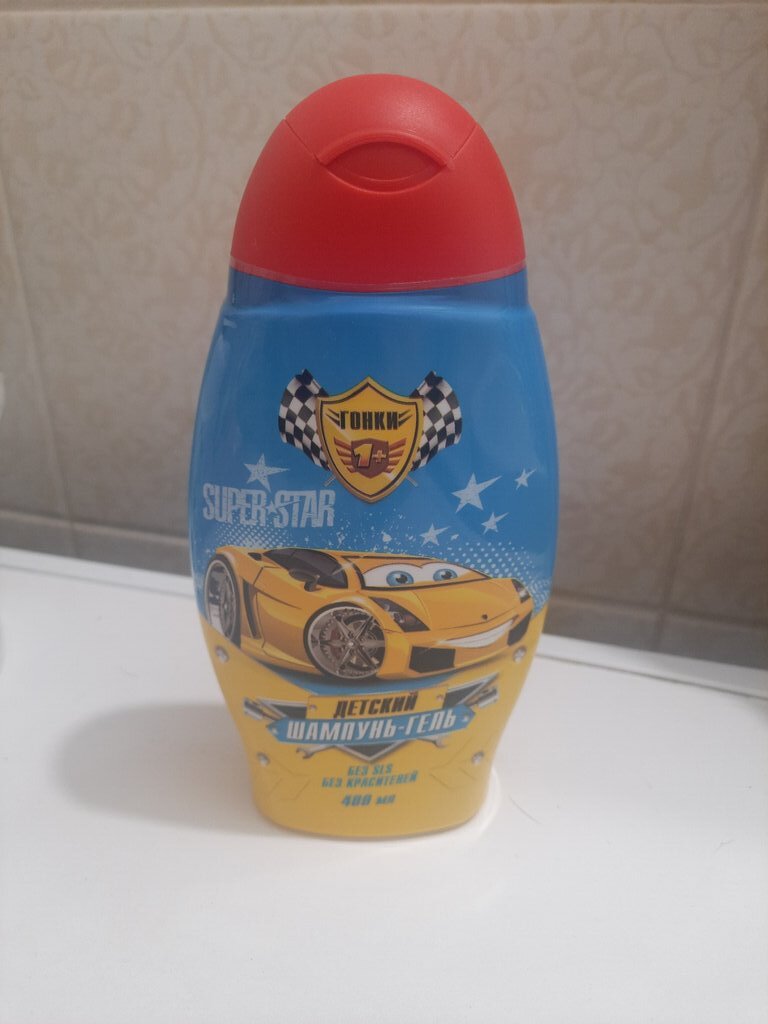 ГОНКИ
1+
SUPER STAR
ДЕТСКИЙ
ШАМПУНЬ-ГЕЛЬ
БЕЗ SLS
БЕЗ КРАСИТЕЛЕЙ
400 мл